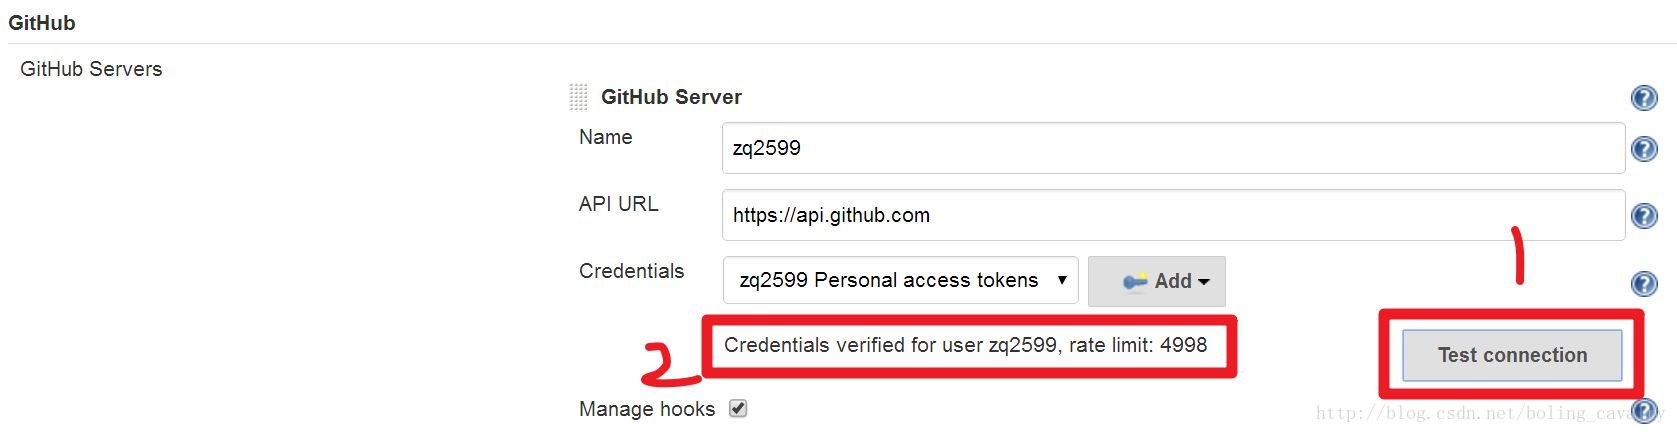 GitHub
GitHub Servers
GitHub Server
Name
zq2599
API URL
https://api.github.com
1
Credentials
zq2599 Personal access tokens
Add
2
Credentials verified for user zq2599, rate limit: 4998
Test connection
Manage hooks
http://blog.csdn.net/boling_cavalry